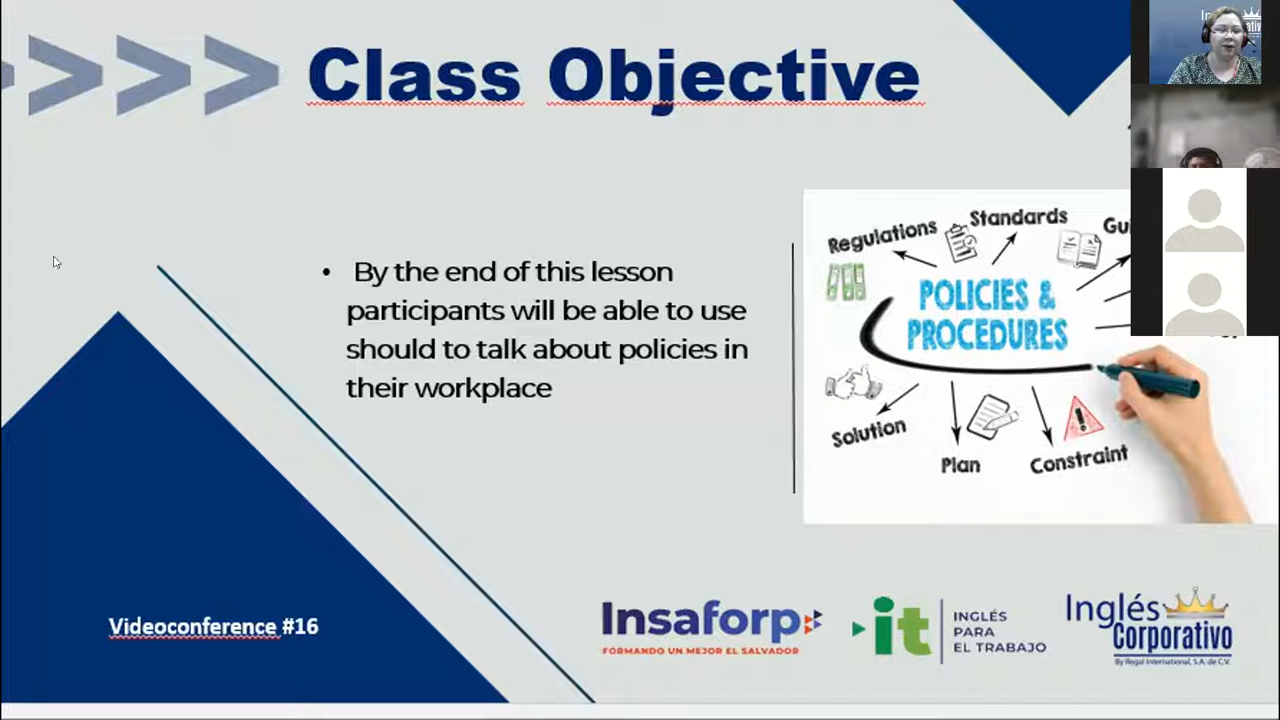 Class Objective
By the end of this lesson
participants will be able to use
should to talk about policies in
their workplace
Regulations
Standards
POLICIES &
PROCEDURES
Solution
Plan
Constraint
Videoconference #16
Insaforp
FORMANDO UN MEJOR EL SALVADOR
it
INGLÉS
PARA
EL TRABAJO
Inglés
Corporativo
By Regal International, S.A. de C.V.